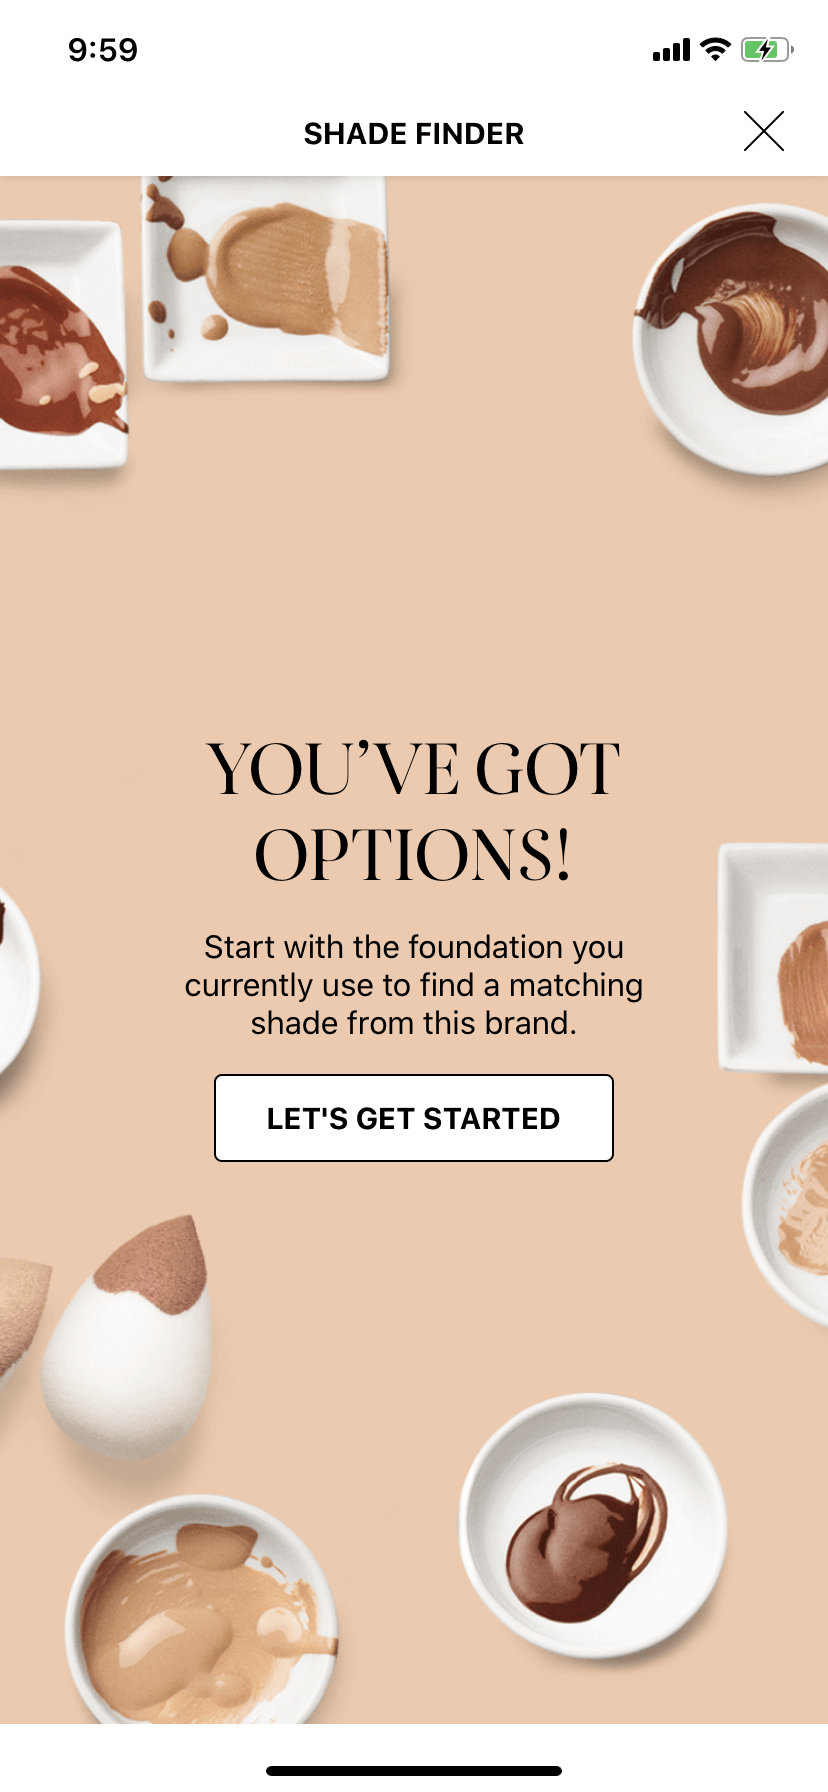 9:59
SHADE FINDER
YOU’VE GOT
OPTIONS!
Start with the foundation you
currently use to find a matching
shade from this brand.
LET'S GET STARTED